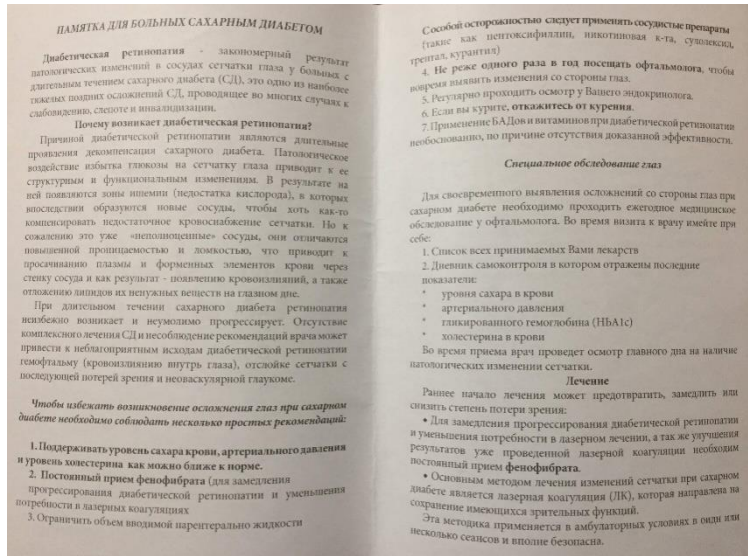 ПАМЯТКА ДЛЯ БОЛЬНЫХ САХАРНЫМ ДИАБЕТОМ
Диабетическая ретинопатия - закономерный результат
патологических изменений в сосудах сетчатки глаза у больных с
длительным течением сахарного диабета (СД), это одно из наиболее
тяжелых поздних осложнений СД, проводящее во многих случаях к
слабовидению, слепоте и инвалидизации.
Почему возникает диабетическая ретинопатия?
Причиной диабетической ретинопатии являются длительные
проявления декомпенсация сахарного диабета. Патологическое
воздействие избытка глюкозы на сетчатку глаза приводит к ее
структурным и функциональным изменениям. В результате на
ней появляются зоны ишемии (недостатка кислорода), в которых
впоследствии образуются новые сосуды, чтобы хоть как-то
компенсировать недостаточное кровоснабжение сетчатки. Но к
сожалению это уже «неполноценные» сосуды, они отличаются
повышенной проницаемостью и ломкостью, что приводит к
просачиванию плазмы и форменных элементов крови через
стенку сосуда и как результат - появлению кровоизлияний, а также
отложению липидов их ненужных веществ на глазном дне.
При длительном течении сахарного диабета ретинопатия
неизбежно возникает и неумолимо прогрессирует. Отсутствие
комплексного лечения СД и несоблюдение рекомендаций врача может
привести к неблагоприятным исходам диабетической ретинопатии
гемофтальму (кровоизлиянию внутрь глаза), отслойке сетчатки с
последующей потерей зрения и неоваскулярной глаукоме.
Чтобы избежать возникновение осложнения глаз при сахарном
диабете необходимо соблюдать несколько простых рекомендаций:
1. Поддерживать уровень сахара крови, артериального давления
и уровень холестерина как можно ближе к норме.
2. Постоянный прием фенофибрата (для замедления
прогрессирования диабетической ретинопатии и уменьшения
потребности в лазерных коагуляциях
3. Ограничить объем вводимой парентерально жидкости
С особой осторожностью следует применять сосудистые препараты
(такие как пентоксифиллин, никотиновая к-та, сулодексид,
трентал, курантил)
4. Не реже одного раза в год посещать офтальмолога, чтобы
вовремя выявить изменения со стороны глаз.
5. Регулярно проходить осмотр у Вашего эндокринолога.
6. Если вы курите, откажитесь от курения.
7. Применение БАДов и витаминов при диабетической ретинопатии
необоснованно, по причине отсутствия доказанной эффективности.
Специальное обследование глаз
Для своевременного выявления осложнений со стороны глаз при
сахарном диабете необходимо проходить ежегодное медицинское
обследование у офтальмолога. Во время визита к врачу имейте при
себе:
1. Список всех принимаемых Вами лекарств
2. Дневник самоконтроля в котором отражены последние
показатели:
* уровня сахара в крови
* артериального давления
* гликированного гемоглобина (HbA1c)
* холестерина в крови
Во время приема врач проведет осмотр главного дна на наличие
патологических изменении сетчатки.
Лечение
Раннее начало лечения может предотвратить, замедлить или
снизить степень потери зрения:
• Для замедления прогрессирования диабетической ретинопатии
и уменьшения потребности в лазерном лечении, а так же улучшения
результатов уже проведенной лазерной коагуляции необходим
постоянный прием фенофибрата.
• Основным методом лечения изменений сетчатки при сахарном
диабете является лазерная коагуляция (ЛК), которая направлена на
сохранение имеющихся зрительных функций.
Эта методика применяется в амбулаторных условиях в один или
несколько сеансов и вполне безопасна.